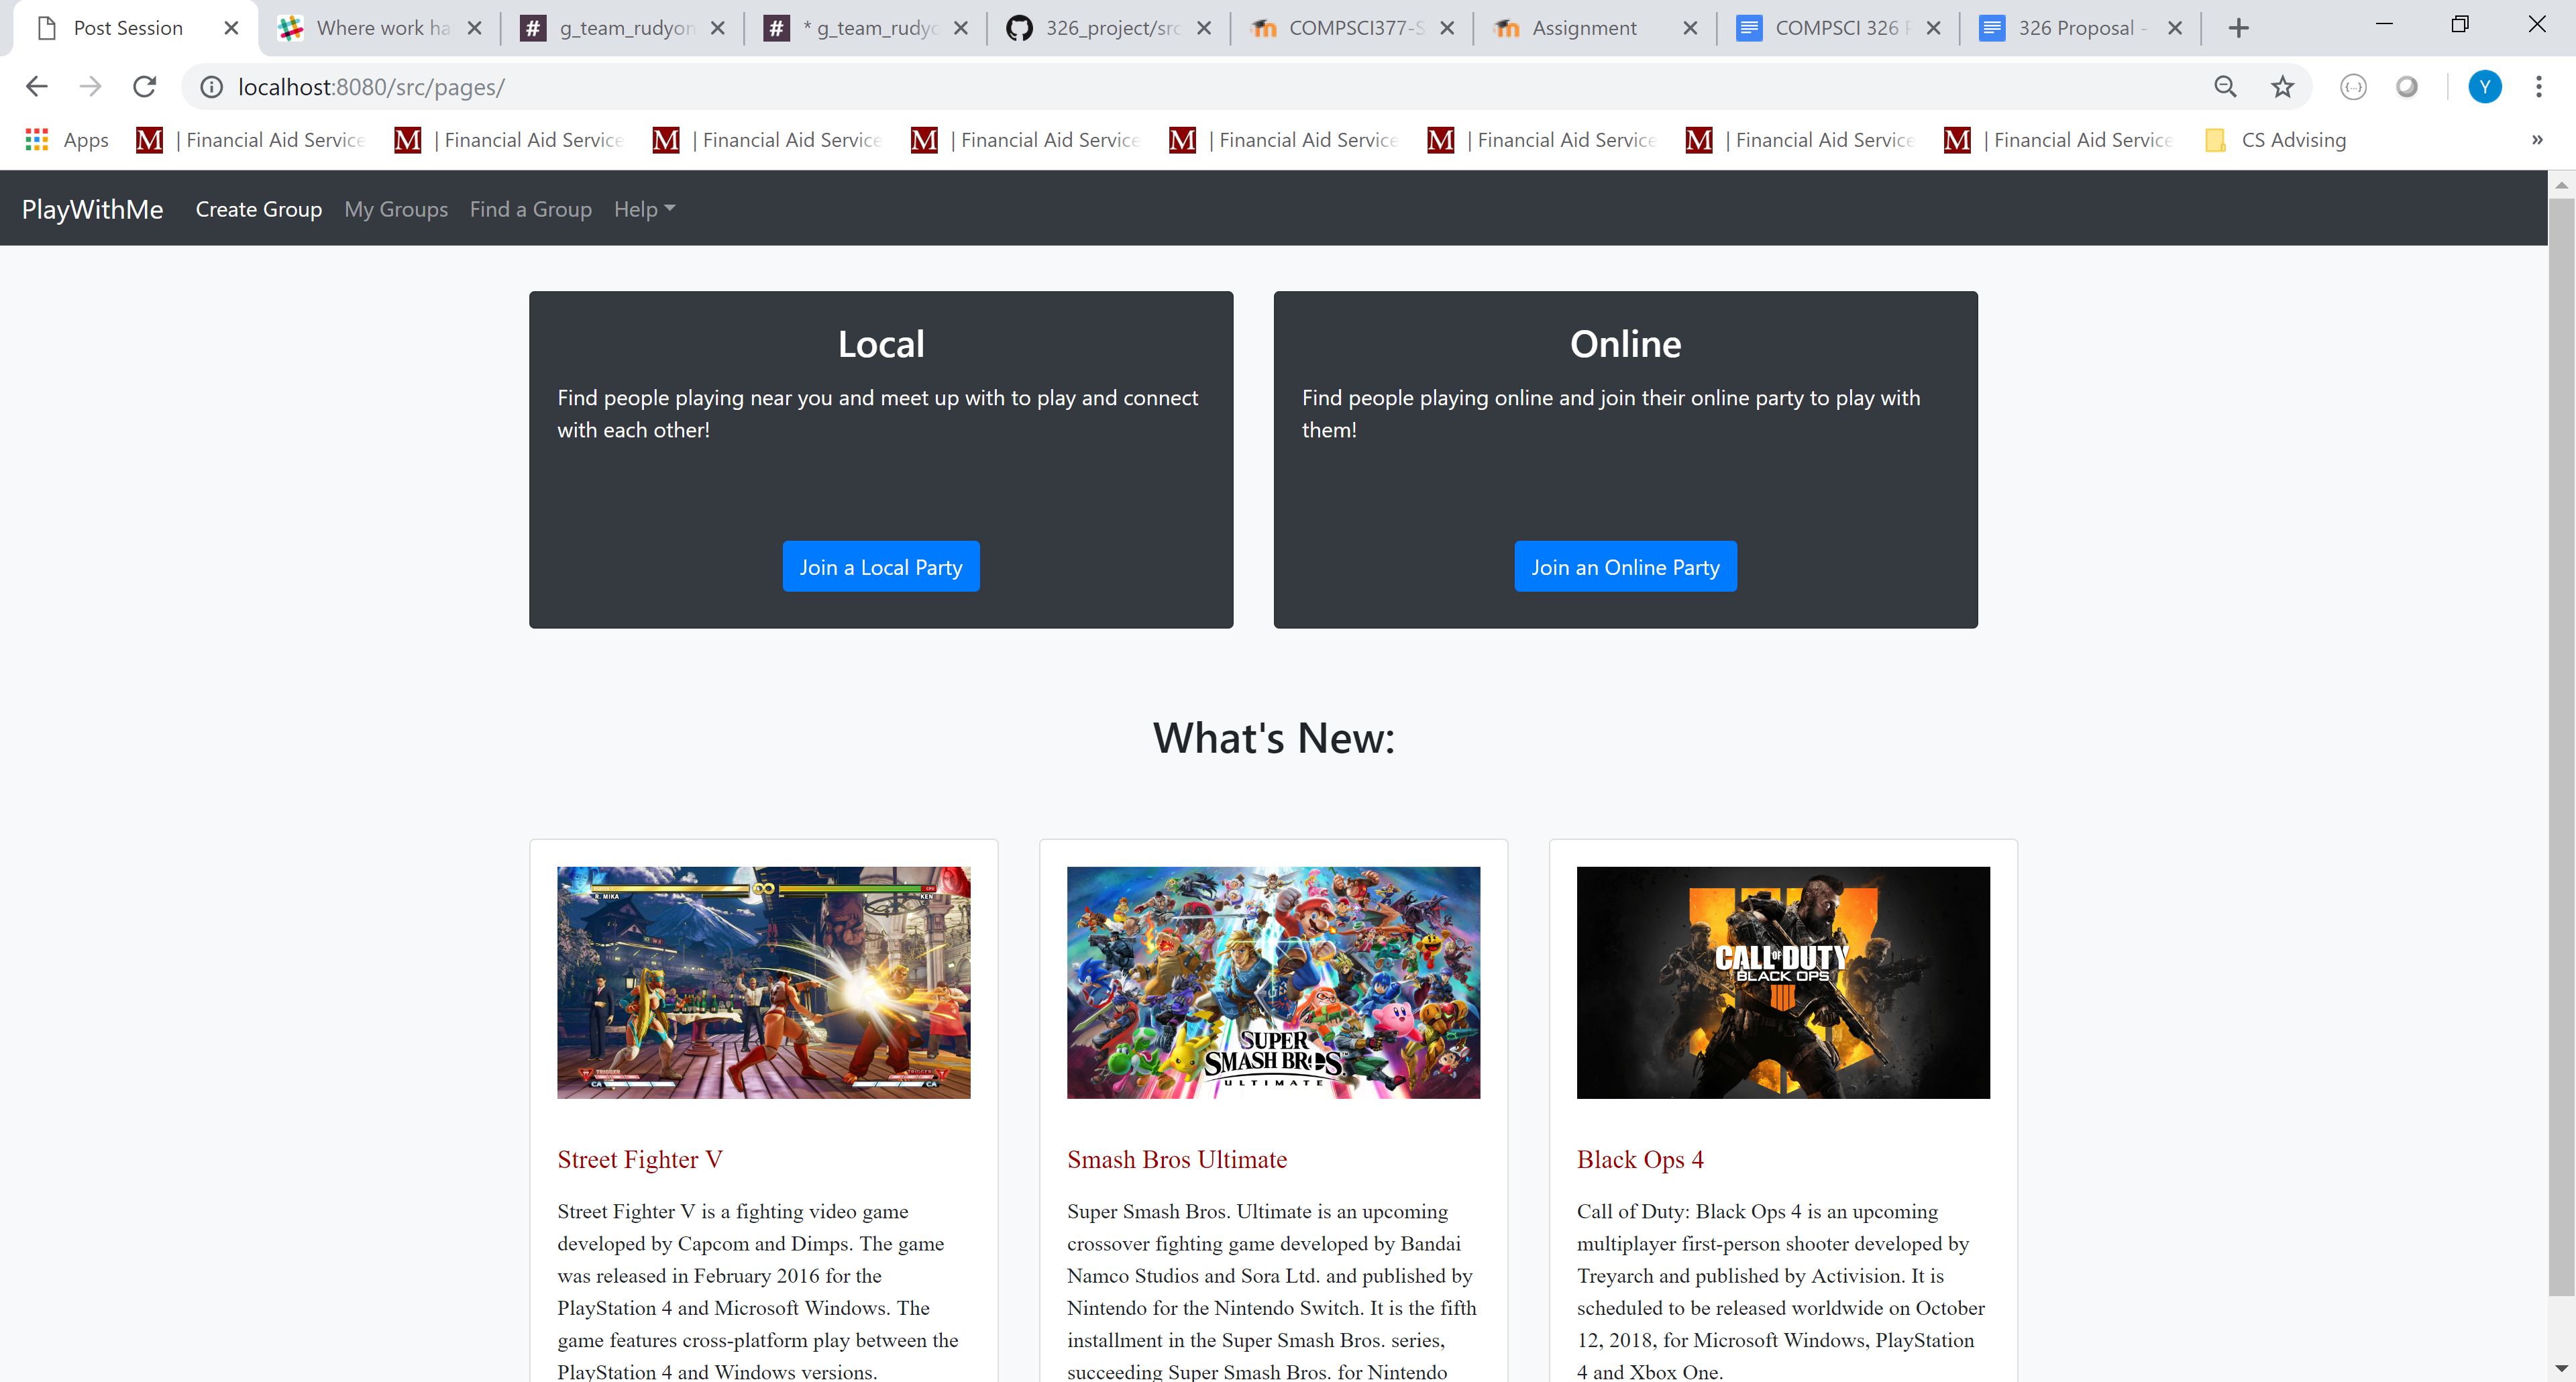 Post Session
Where work ha
g_team_rudyon
* g_team_rudyo
326_project/src
COMPSCI377-S
Assignment
COMPSCI 326 P
326 Proposal -
localhost:8080/src/pages/
Y
Apps
M | Financial Aid Service
M | Financial Aid Service
M | Financial Aid Service
M | Financial Aid Service
M | Financial Aid Service
M | Financial Aid Service
M | Financial Aid Service
M | Financial Aid Service
CS Advising
»
PlayWithMe Create Group My Groups Find a Group Help
Local
Find people playing near you and meet up with to play and connect
with each other!
Join a Local Party
Online
Find people playing online and join their online party to play with
them!
Join an Online Party
What's New:
R. MIKA
KEN
CPU
TRIGGER
CA
TRIGGER
CA
Street Fighter V
Street Fighter V is a fighting video game
developed by Capcom and Dimps. The game
was released in February 2016 for the
PlayStation 4 and Microsoft Windows. The
game features cross-platform play between the
PlayStation 4 and Windows versions.
SUPER
SMASH BROS.
ULTIMATE
Smash Bros Ultimate
Super Smash Bros. Ultimate is an upcoming
crossover fighting game developed by Bandai
Namco Studios and Sora Ltd. and published by
Nintendo for the Nintendo Switch. It is the fifth
installment in the Super Smash Bros. series,
succeeding Super Smash Bros. for Nintendo
CALL OF DUTY
BLACK OPS
IIII
Black Ops 4
Call of Duty: Black Ops 4 is an upcoming
multiplayer first-person shooter developed by
Treyarch and published by Activision. It is
scheduled to be released worldwide on October
12, 2018, for Microsoft Windows, PlayStation
4 and Xbox One.